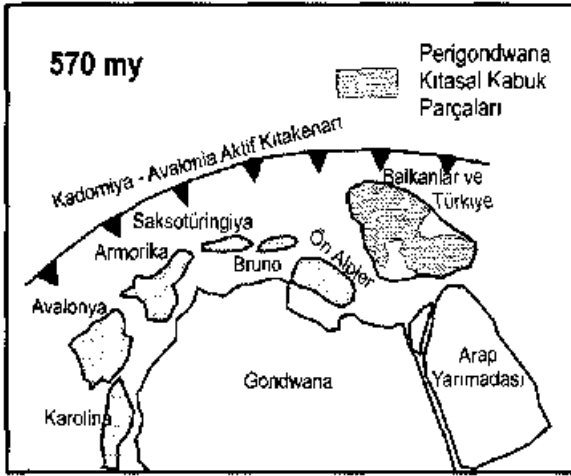 570 my
Perigondwana
Kıtasal Kabuk
Parçaları
Kadomiya - Avalonia Aktif Kıtakenarı
Balkanlar ve
Türkiye
Saksotüringiya
Armorika
Bruno
Ön Alpler
Avalonya
Arap
Yarımadası
Gondwana
Karolina